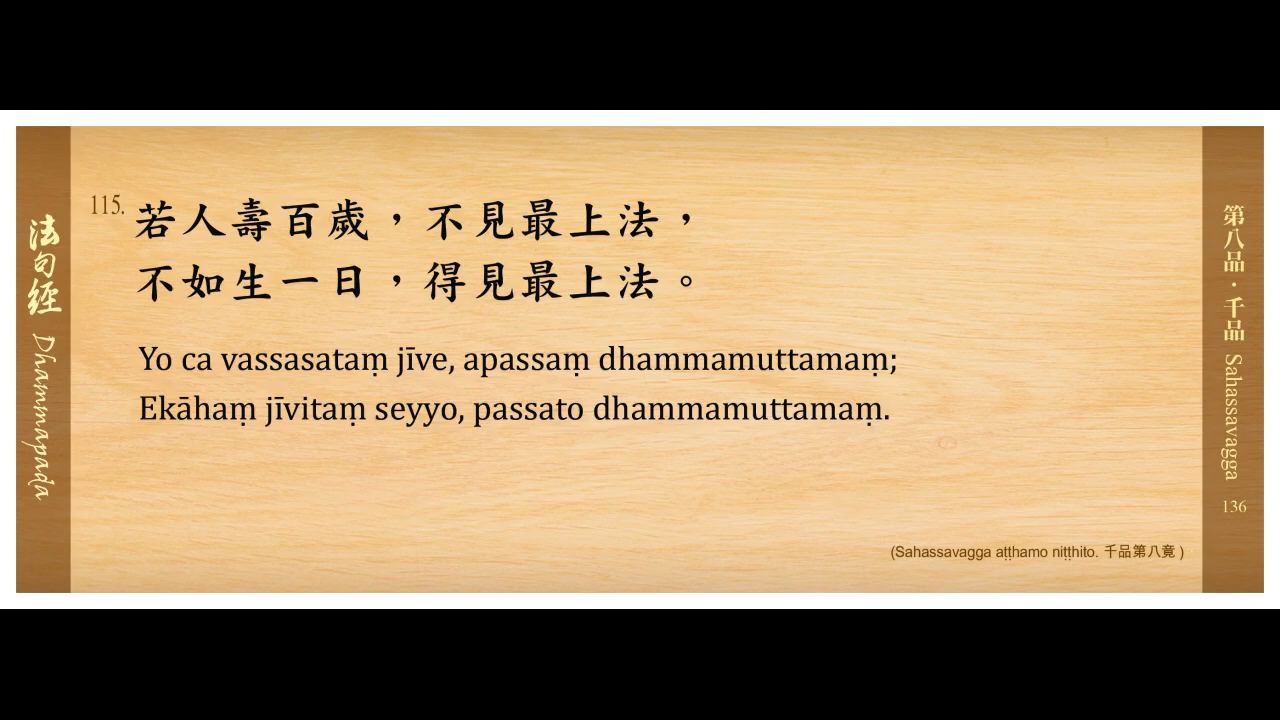 法句經 Dhammapada
115. 若人壽百歲，不見最上法，
不如生一日，得見最上法。
Yo ca vassasataṃ jīve, apassaṃ dhammamuttamaṃ;
Ekāhaṃ jīvitaṃ seyyo, passato dhammamuttamaṃ.
(Sahassavagga aṭṭhamo niṭṭhito. 千品第八竟 )
第八品・千品 Sahassavagga 136